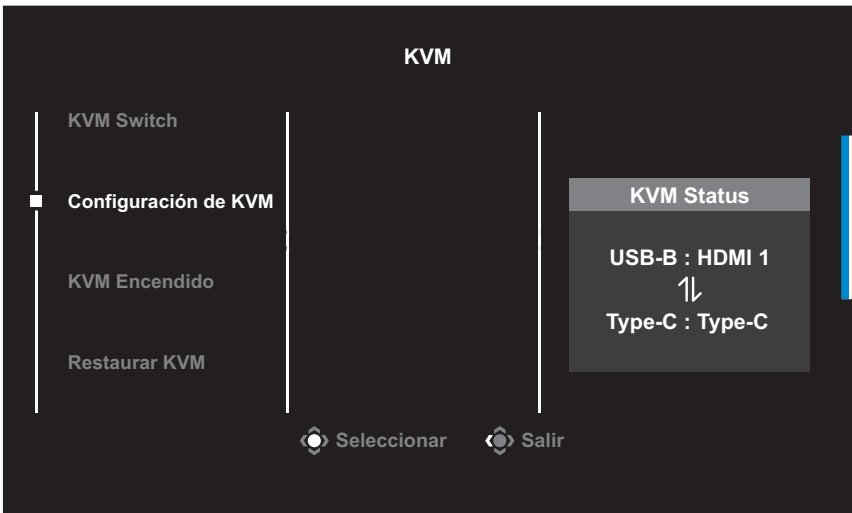 KVM
KVM Switch
Configuración de KVM
KVM Encendido
Restaurar KVM
KVM Status
USB-B : HDMI 1
Type-C : Type-C
Seleccionar
Salir